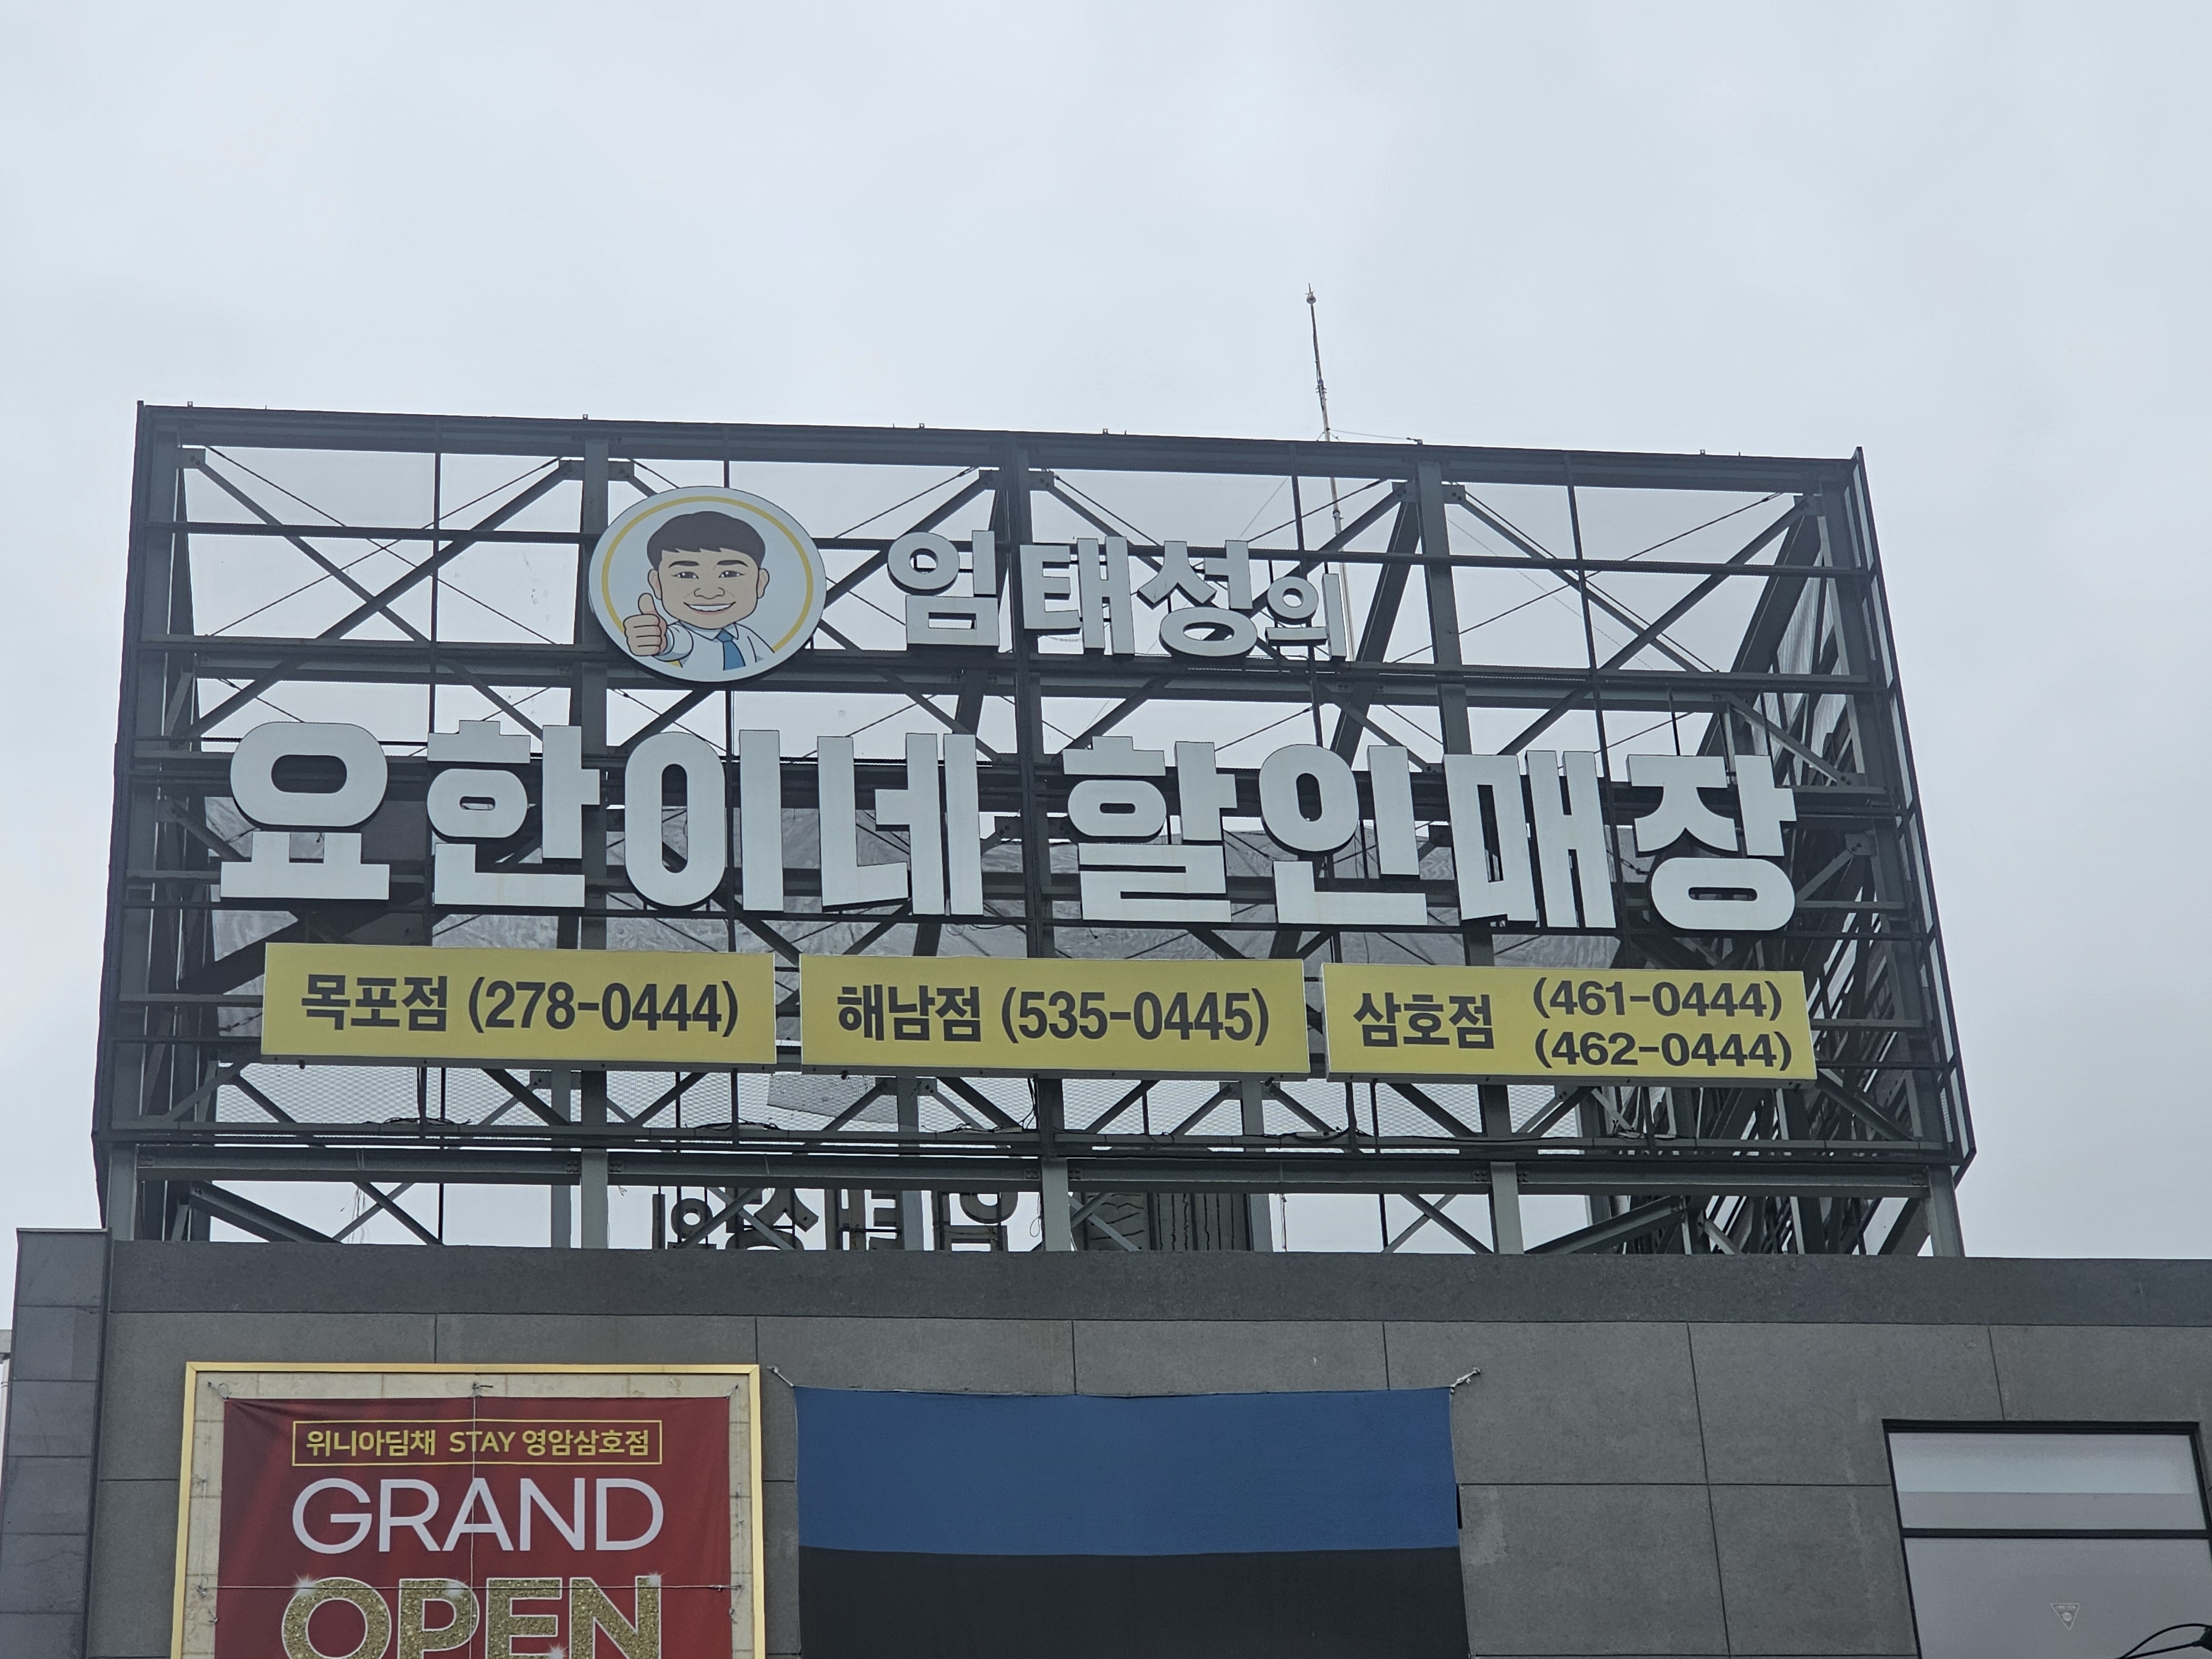 임태성의
요한이네 할인매장
목포점 (278-0444)
해남점 (535-0445)
삼호점 (461-0444)
(462-0444)
위니아딤채 STAY 영암삼호점
GRAND
OPEN